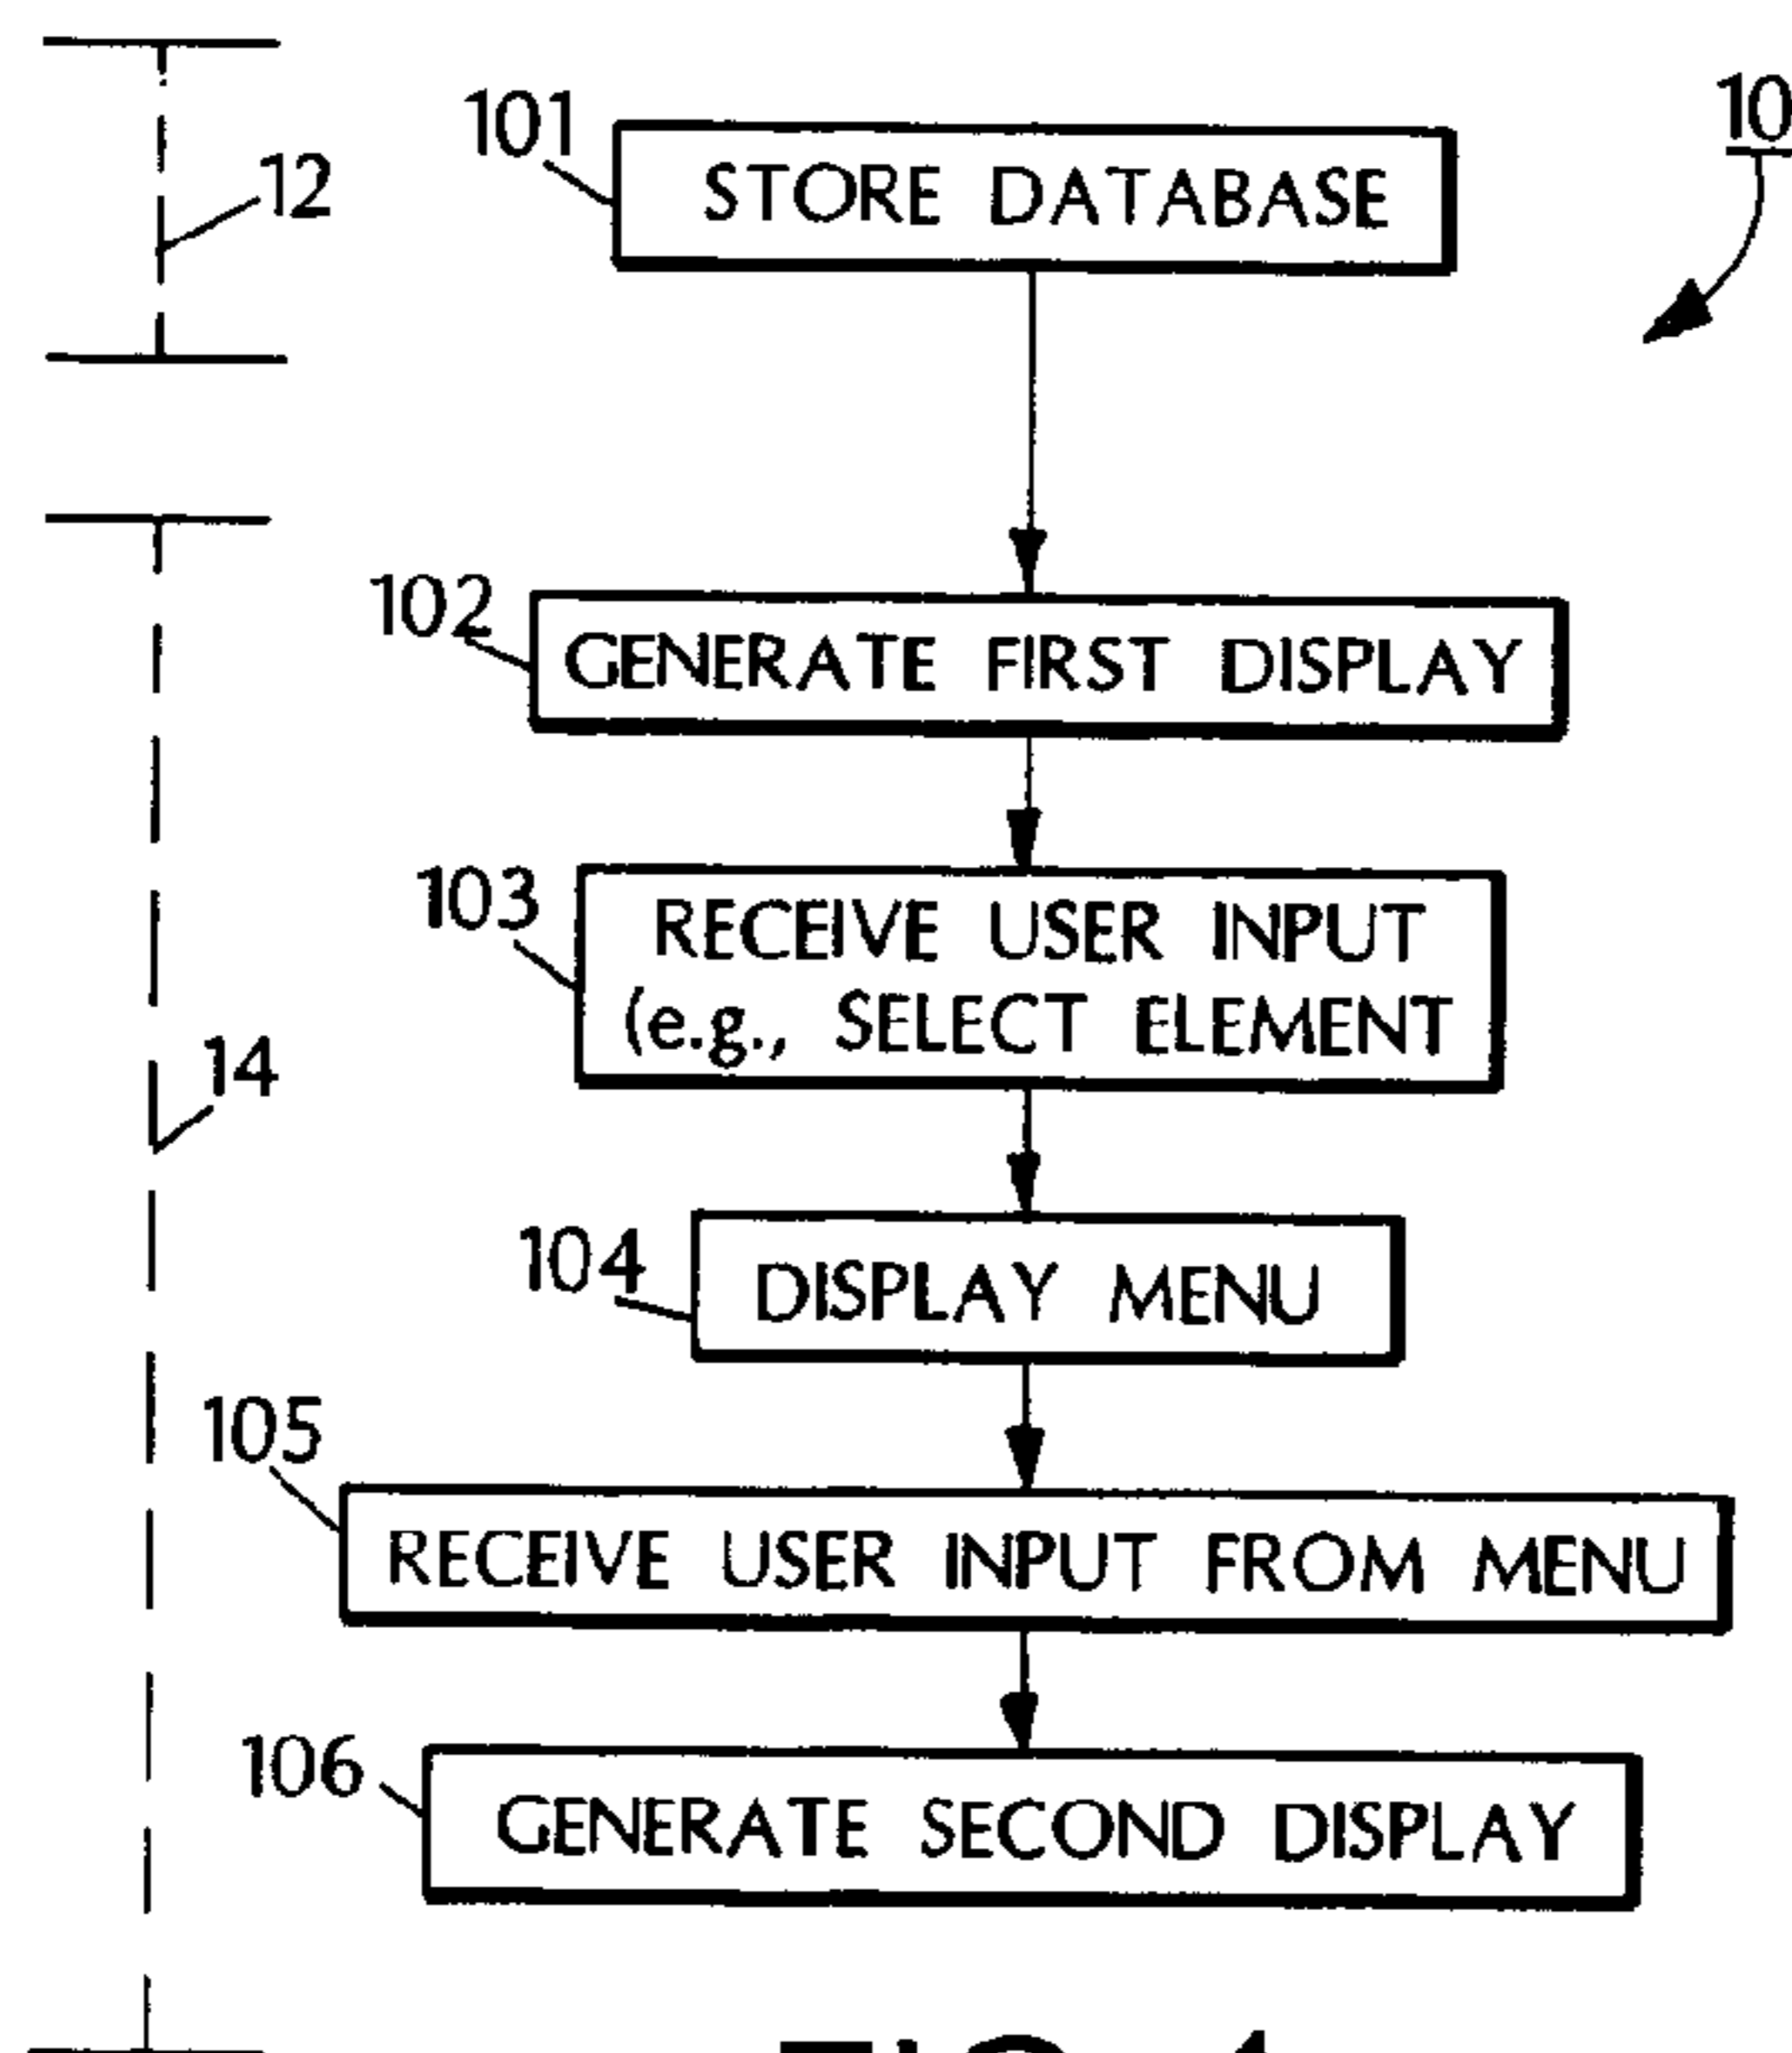 101
STORE DATABASE
10
12
102
GENERATE FIRST DISPLAY
103
RECEIVE USER INPUT
(e.g., SELECT ELEMENT
14
104
DISPLAY MENU
105
RECEIVE USER INPUT FROM MENU
106
GENERATE SECOND DISPLAY